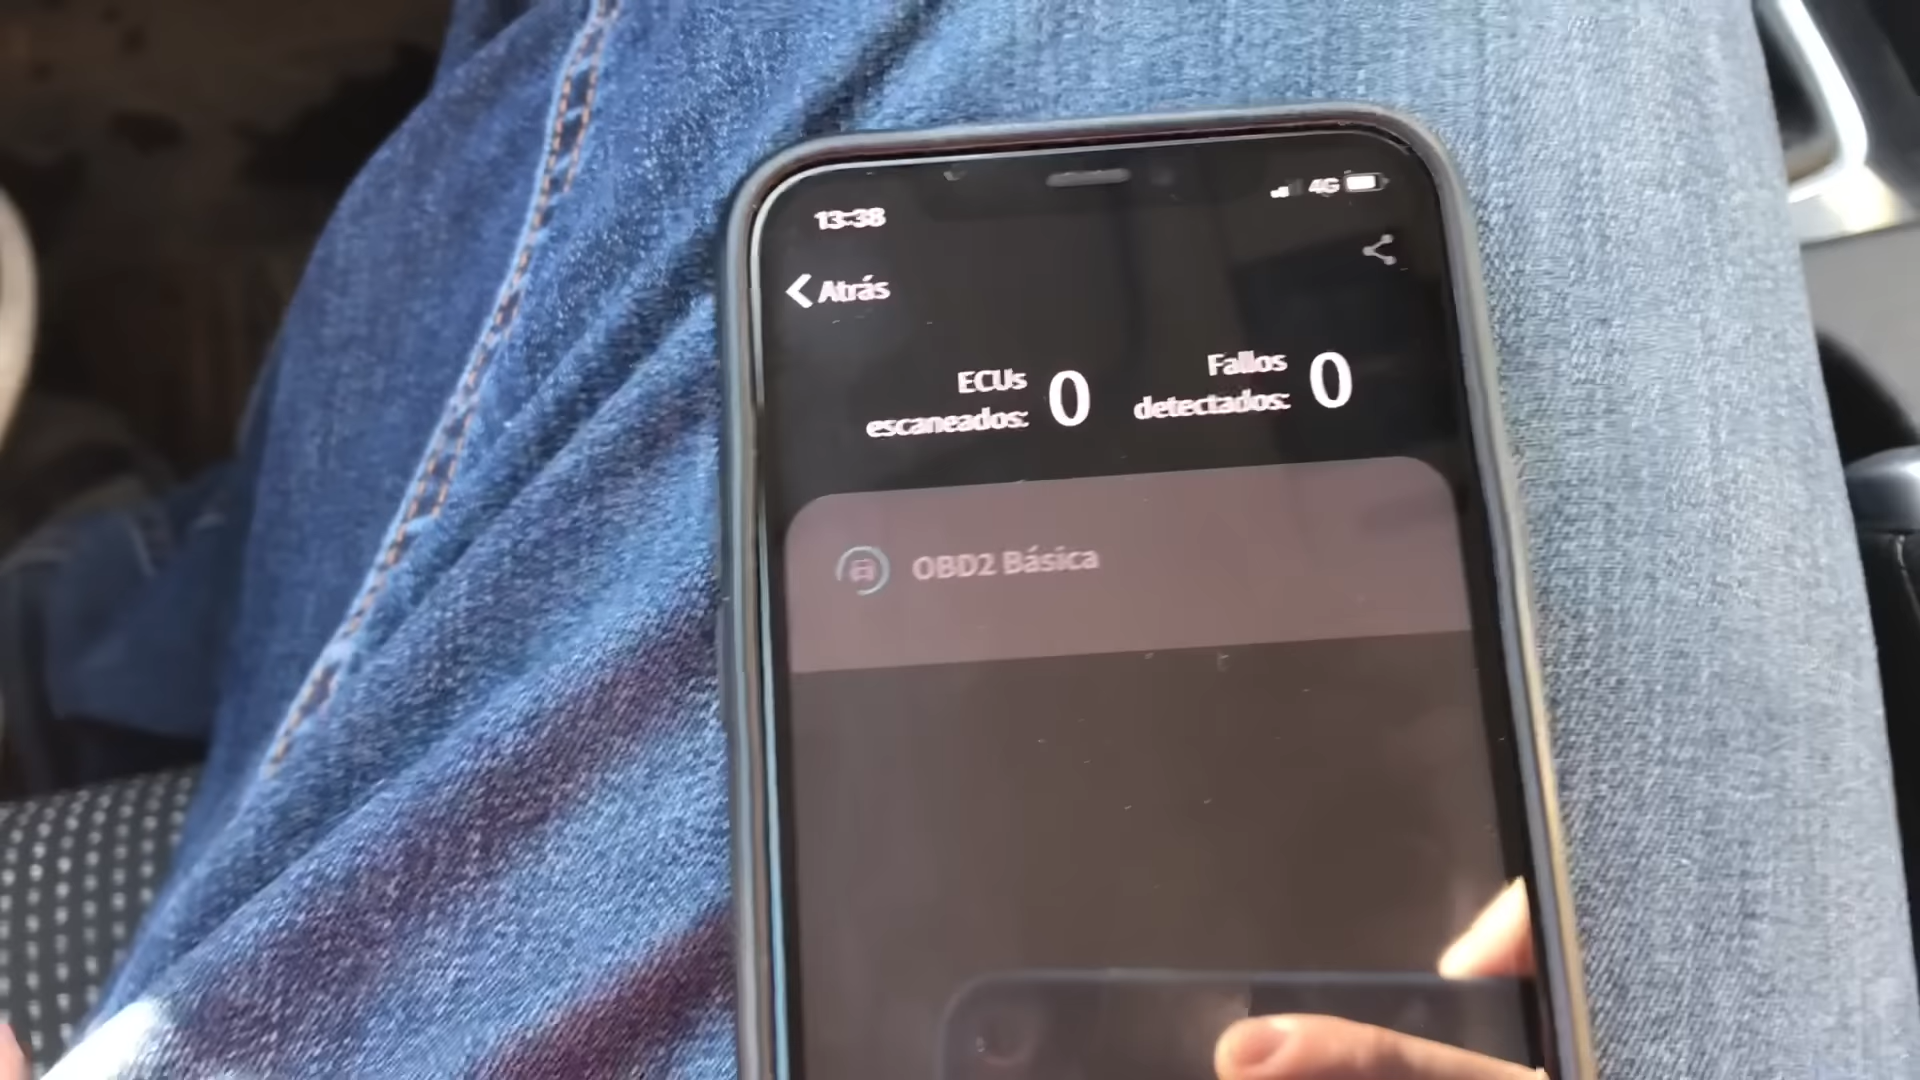 13:38
4G
Atrás
ECUs
escaneados: 0
Fallos
detectados: 0
OBD2 Básica